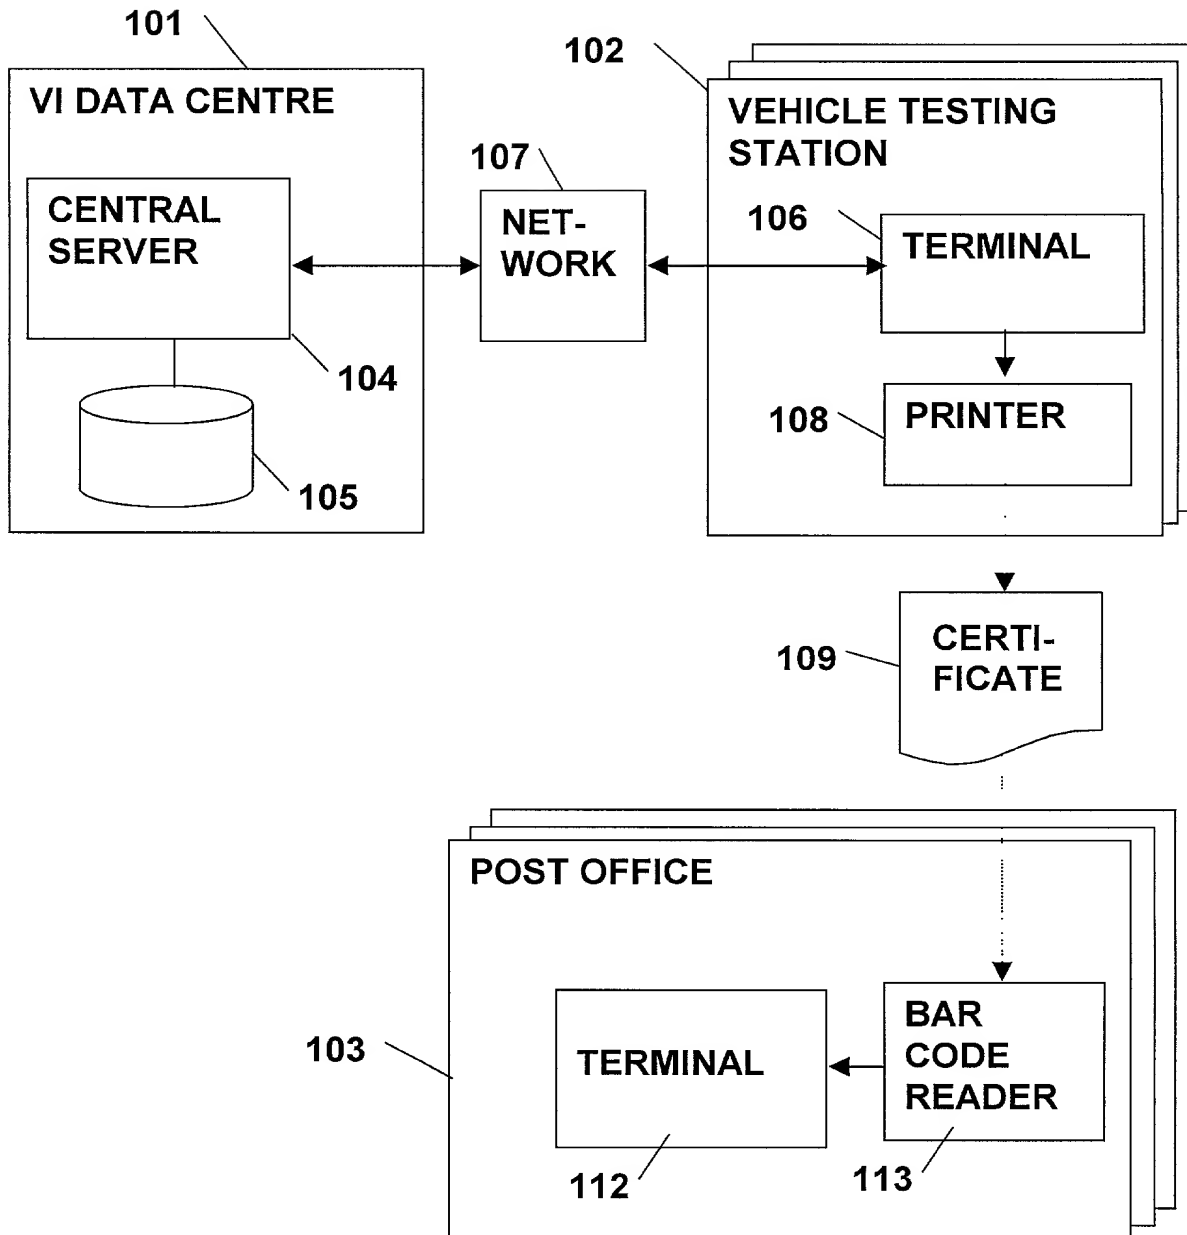 101
VI DATA CENTRE
CENTRAL
SERVER
104
105
107
NET-
WORK
102
VEHICLE TESTING
STATION
106
TERMINAL
108
PRINTER
109
CERTI-
FICATE
POST OFFICE
103
TERMINAL
112
BAR
CODE
READER
113